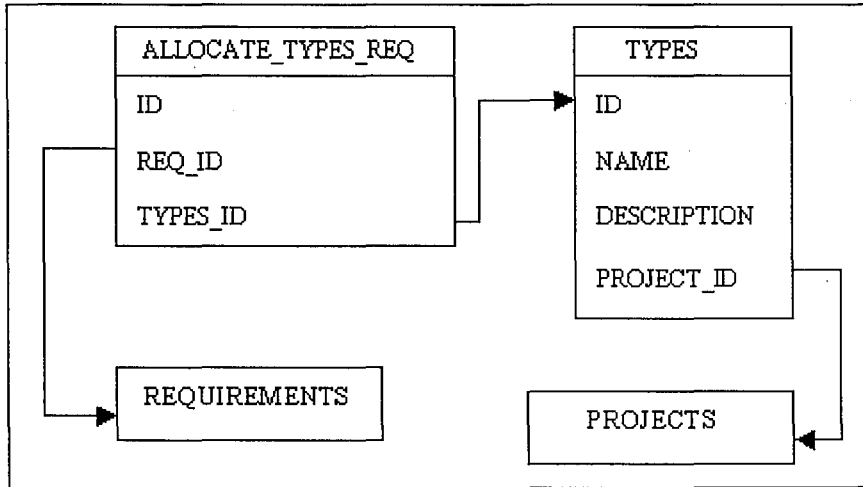 ALLOCATE_TYPES_REQ
ID
REQ_ID
TYPES_ID
TYPES
ID
NAME
DESCRIPTION
PROJECT_ID
REQUIREMENTS
PROJECTS